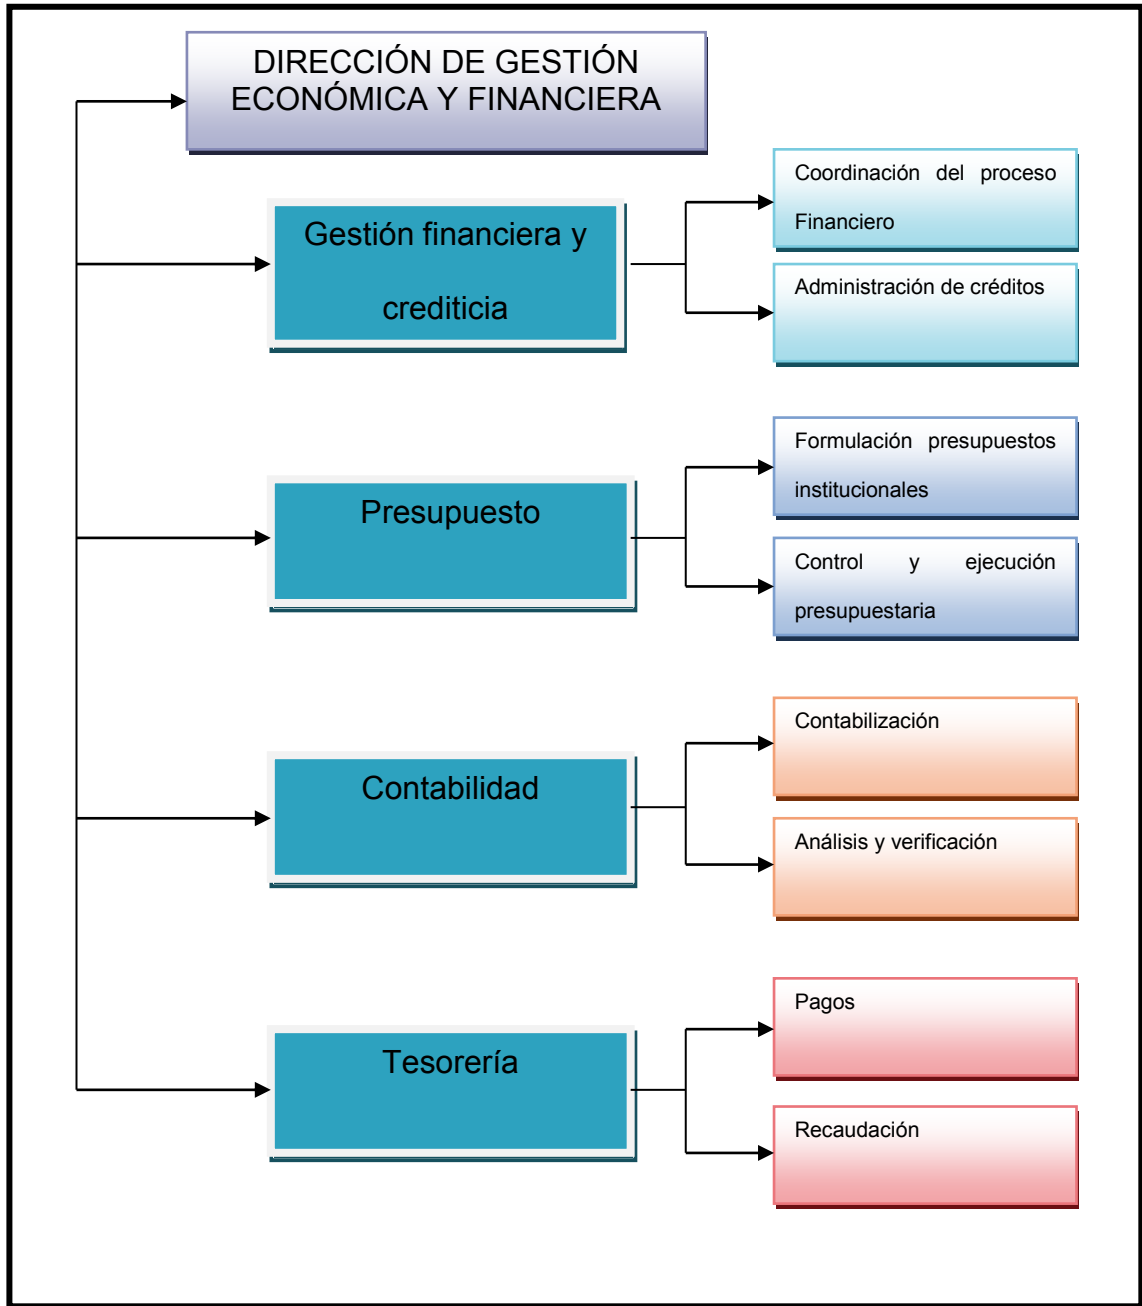 DIRECCIÓN DE GESTIÓN
ECONÓMICA Y FINANCIERA
Gestión financiera y
crediticia
Coordinación del proceso
Financiero
Administración de créditos
Presupuesto
Formulación presupuestos
institucionales
Control y ejecución
presupuestaria
Contabilidad
Contabilización
Análisis y verificación
Tesorería
Pagos
Recaudación